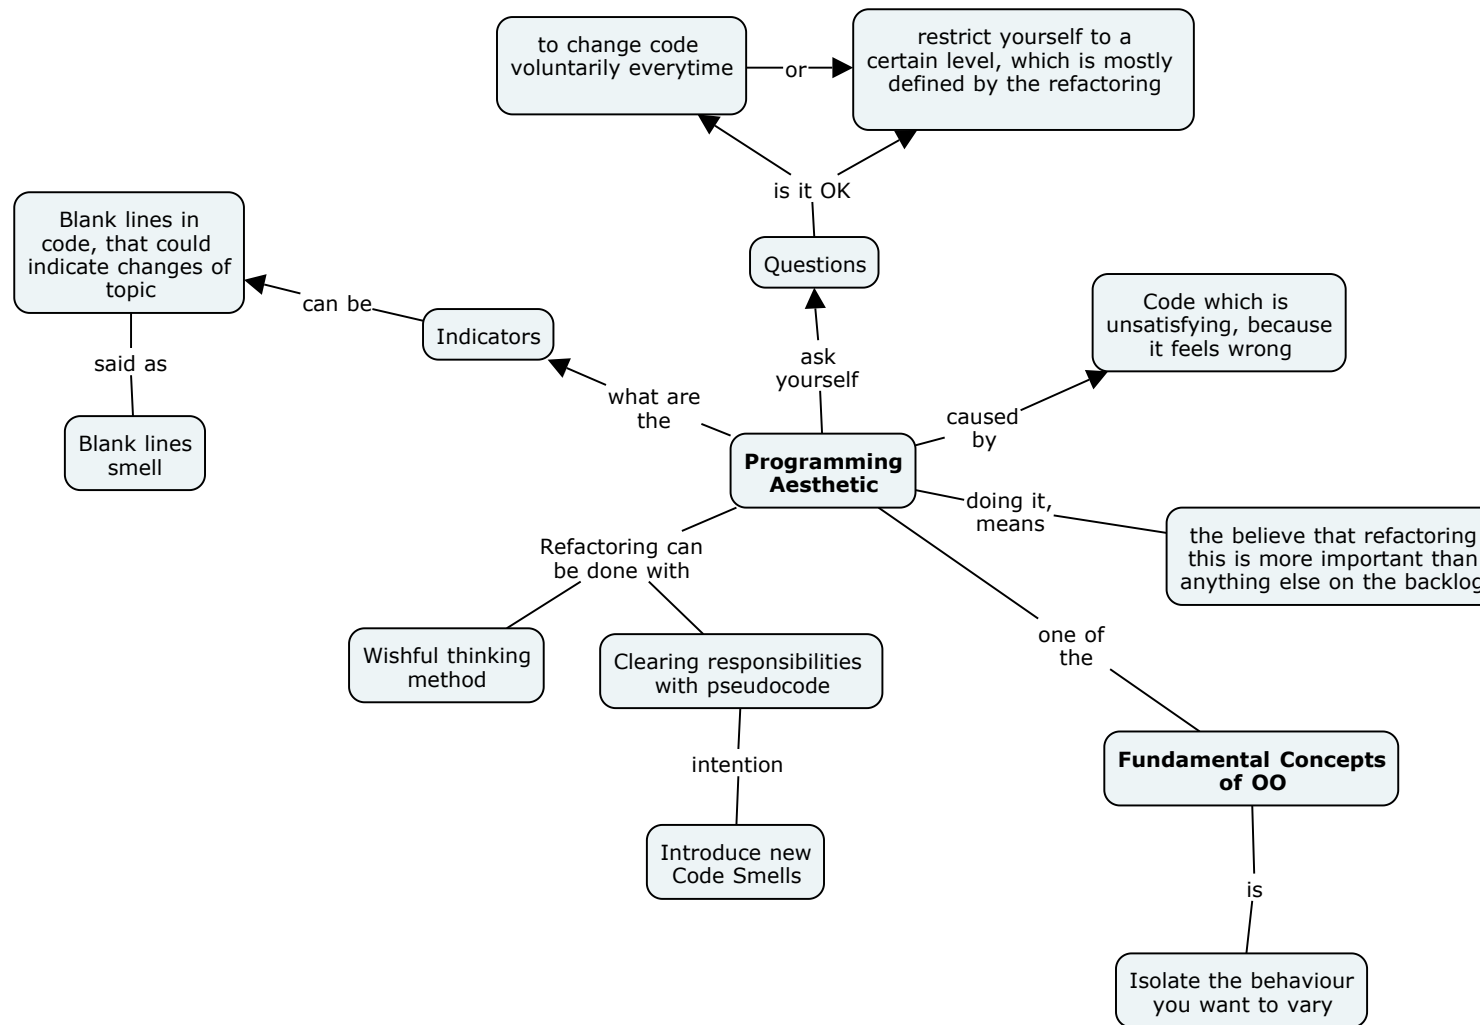 to change code
voluntarily everytime
or
restrict yourself to a
certain level, which is mostly
defined by the refactoring
is it OK
Blank lines in
code, that could
indicate changes of
topic
Questions
can be
Indicators
Code which is
unsatisfying, because
it feels wrong
said as
ask
yourself
what are
the
caused
by
Blank lines
smell
Programming
Aesthetic
doing it,
means
the believe that refactoring
this is more important than
anything else on the backlog
Refactoring can
be done with
one of
the
Wishful thinking
method
Clearing responsibilities
with pseudocode
intention
Fundamental Concepts
of OO
Introduce new
Code Smells
is
Isolate the behaviour
you want to vary